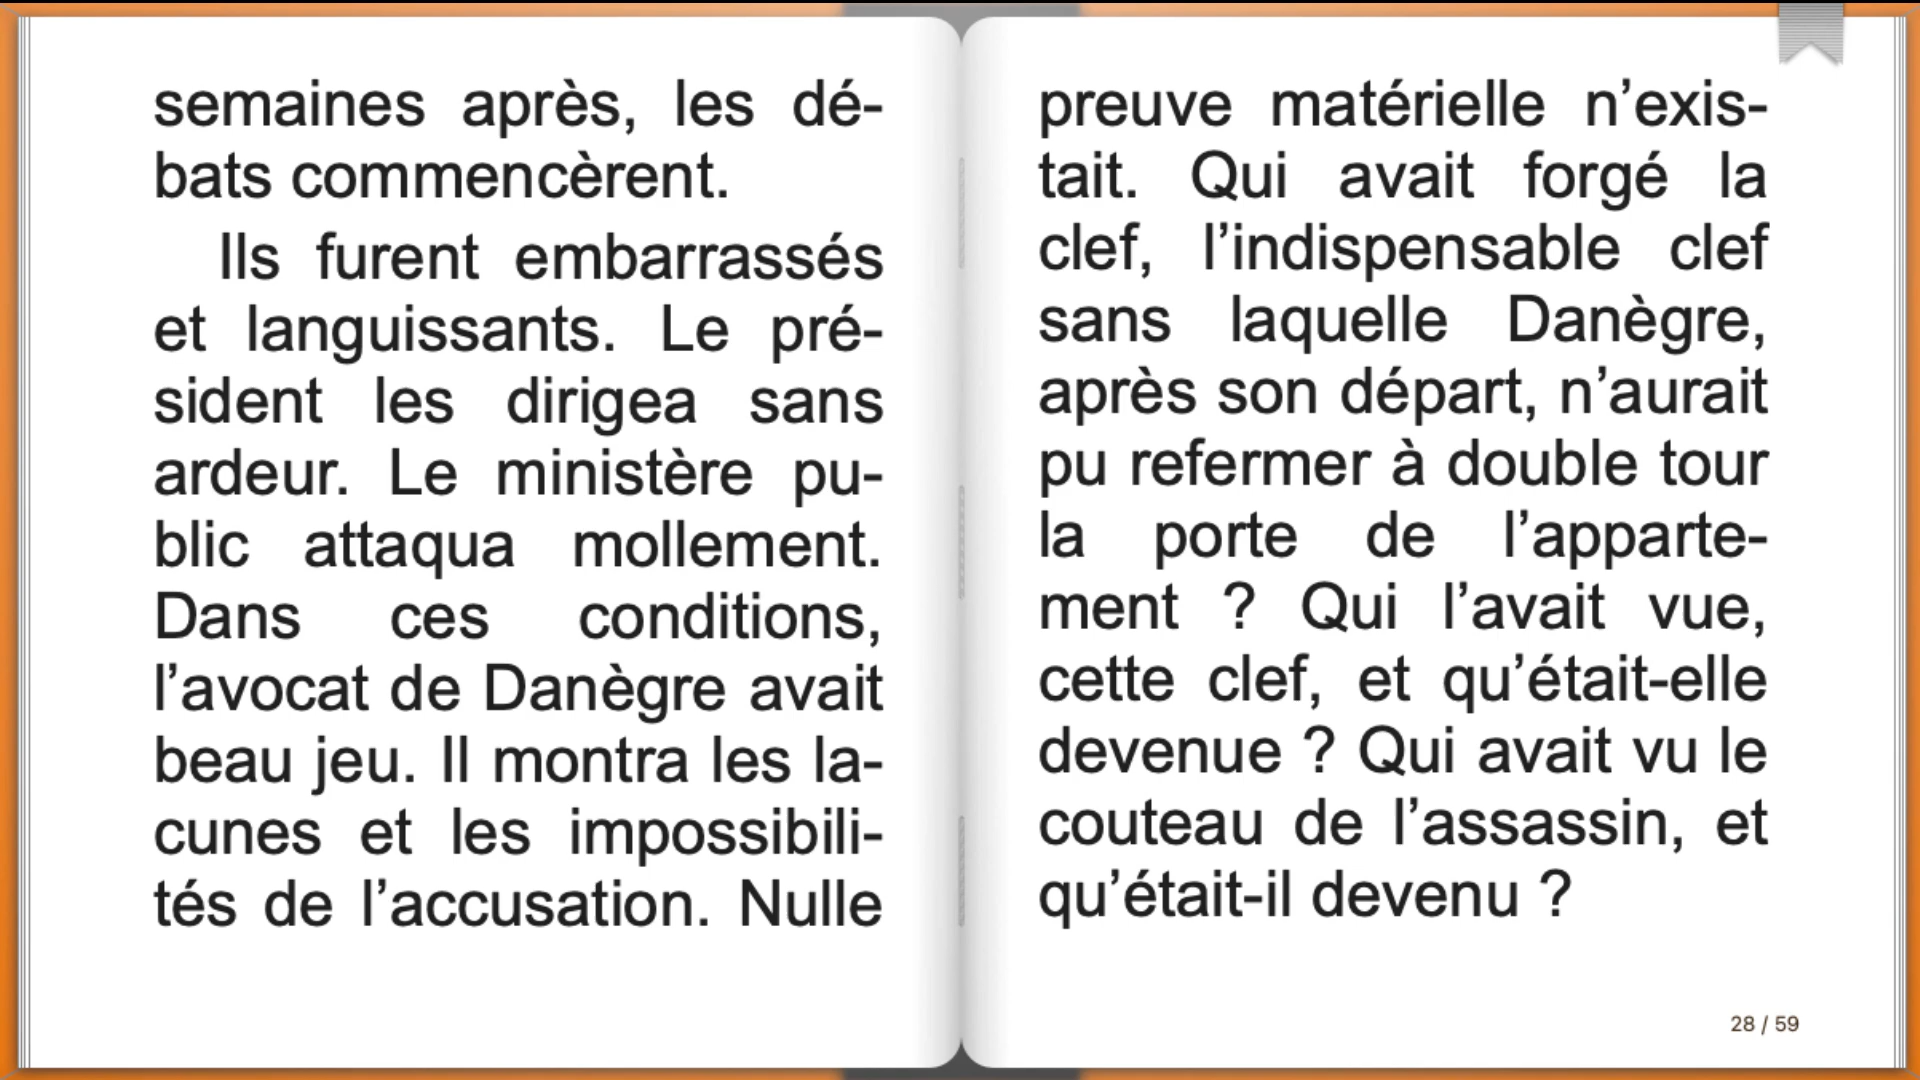 semaines après, les dé-
bats commencèrent.
Ils furent embarrassés
et languissants. Le pré-
sident les dirigea sans
ardeur. Le ministère pu-
blic attaqua mollement.
Dans ces conditions,
l’avocat de Danègre avait
beau jeu. Il montra les la-
cunes et les impossibili-
tés de l’accusation. Nulle
preuve matérielle n’exis-
tait. Qui avait forgé la
clef, l’indispensable clef
sans laquelle Danègre,
après son départ, n’aurait
pu refermer à double tour
la porte de l’apparte-
ment ? Qui l’avait vue,
cette clef, et qu’était-elle
devenue ? Qui avait vu le
couteau de l’assassin, et
qu’était-il devenu ?
28 / 59